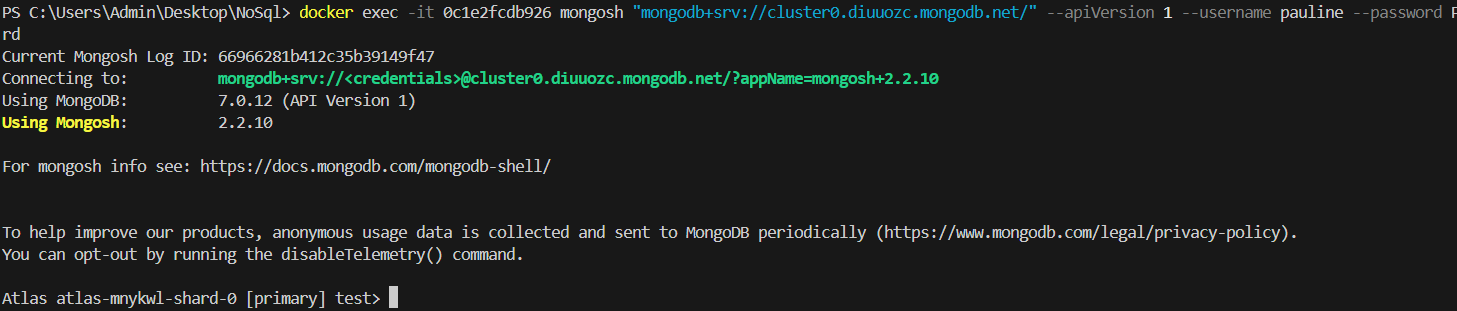 PS C:\Users\Admin\Desktop\NoSql> docker exec -it 0c1e2fcdb926 mongosh "mongodb+srv://cluster0.diuuozc.mongodb.net/" --apiVersion 1 --username pauline --password
rd
Current Mongosh Log ID: 66966281b412c35b39149f47
Connecting to: mongodb+srv://<credentials>@cluster0.diuuozc.mongodb.net/?appName=mongosh+2.2.10
Using MongoDB: 7.0.12 (API Version 1)
Using Mongosh: 2.2.10
For mongosh info see: https://docs.mongodb.com/mongodb-shell/
To help improve our products, anonymous usage data is collected and sent to MongoDB periodically (https://www.mongodb.com/legal/privacy-policy).
You can opt-out by running the disableTelemetry() command.
Atlas atlas-mnykwl-shard-0 [primary] test>